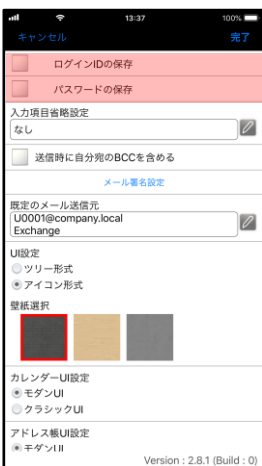 13:37 100%
キャンセル 完了
ログインIDの保存
パスワードの保存
入力項目省略設定
なし
送信時に自分宛のBCCを含める
メール署名設定
既定のメール送信元
U0001@company.local
Exchange
UI設定
ツリー形式
アイコン形式
壁紙選択
カレンダーUI設定
モダンUI
クラシックUI
アドレス帳UI設定
モダンUI
Version : 2.8.1 (Build : 0)